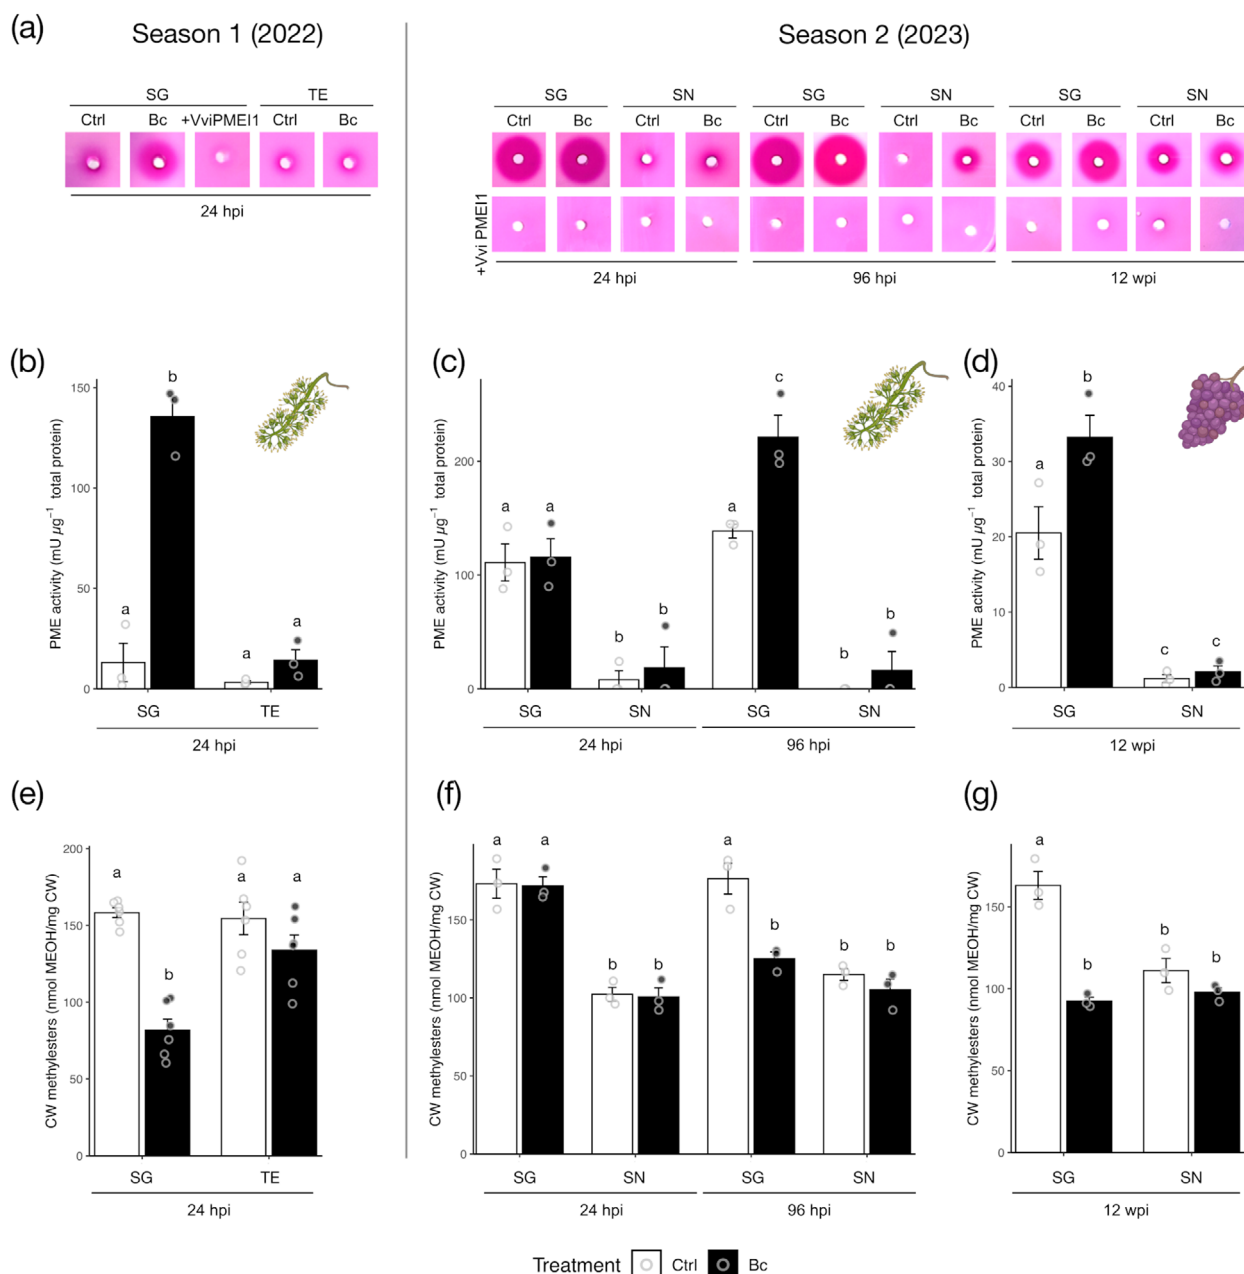 (a) Season 1 (2022) Season 2 (2023)
SG TE
Ctrl Bc +VviPMEI1 Ctrl Bc
24 hpi
SG SN SG SN SG SN
Ctrl Bc Ctrl Bc Ctrl Bc Ctrl Bc Ctrl Bc Ctrl Bc
+Vvi PMEI1
24 hpi 96 hpi 12 wpi
(b)
PME activity (mU µg⁻¹ total protein)
150
100
50
0
a b a a
SG TE
24 hpi
(c)
PME activity (mU µg⁻¹ total protein)
200
100
0
a a b b a c b b
SG SN SG SN
24 hpi 96 hpi
(d)
PME activity (mU µg⁻¹ total protein)
40
30
20
10
0
a b c c
SG SN
12 wpi
(e)
CW methylesters (nmol MEOH/mg CW)
200
150
100
50
0
a b a a
SG TE
24 hpi
(f)
CW methylesters (nmol MEOH/mg CW)
150
100
50
0
a a b b a b b b
SG SN SG SN
24 hpi 96 hpi
(g)
CW methylesters (nmol MEOH/mg CW)
150
100
50
0
a b b b
SG SN
12 wpi
Treatment Ctrl Bc